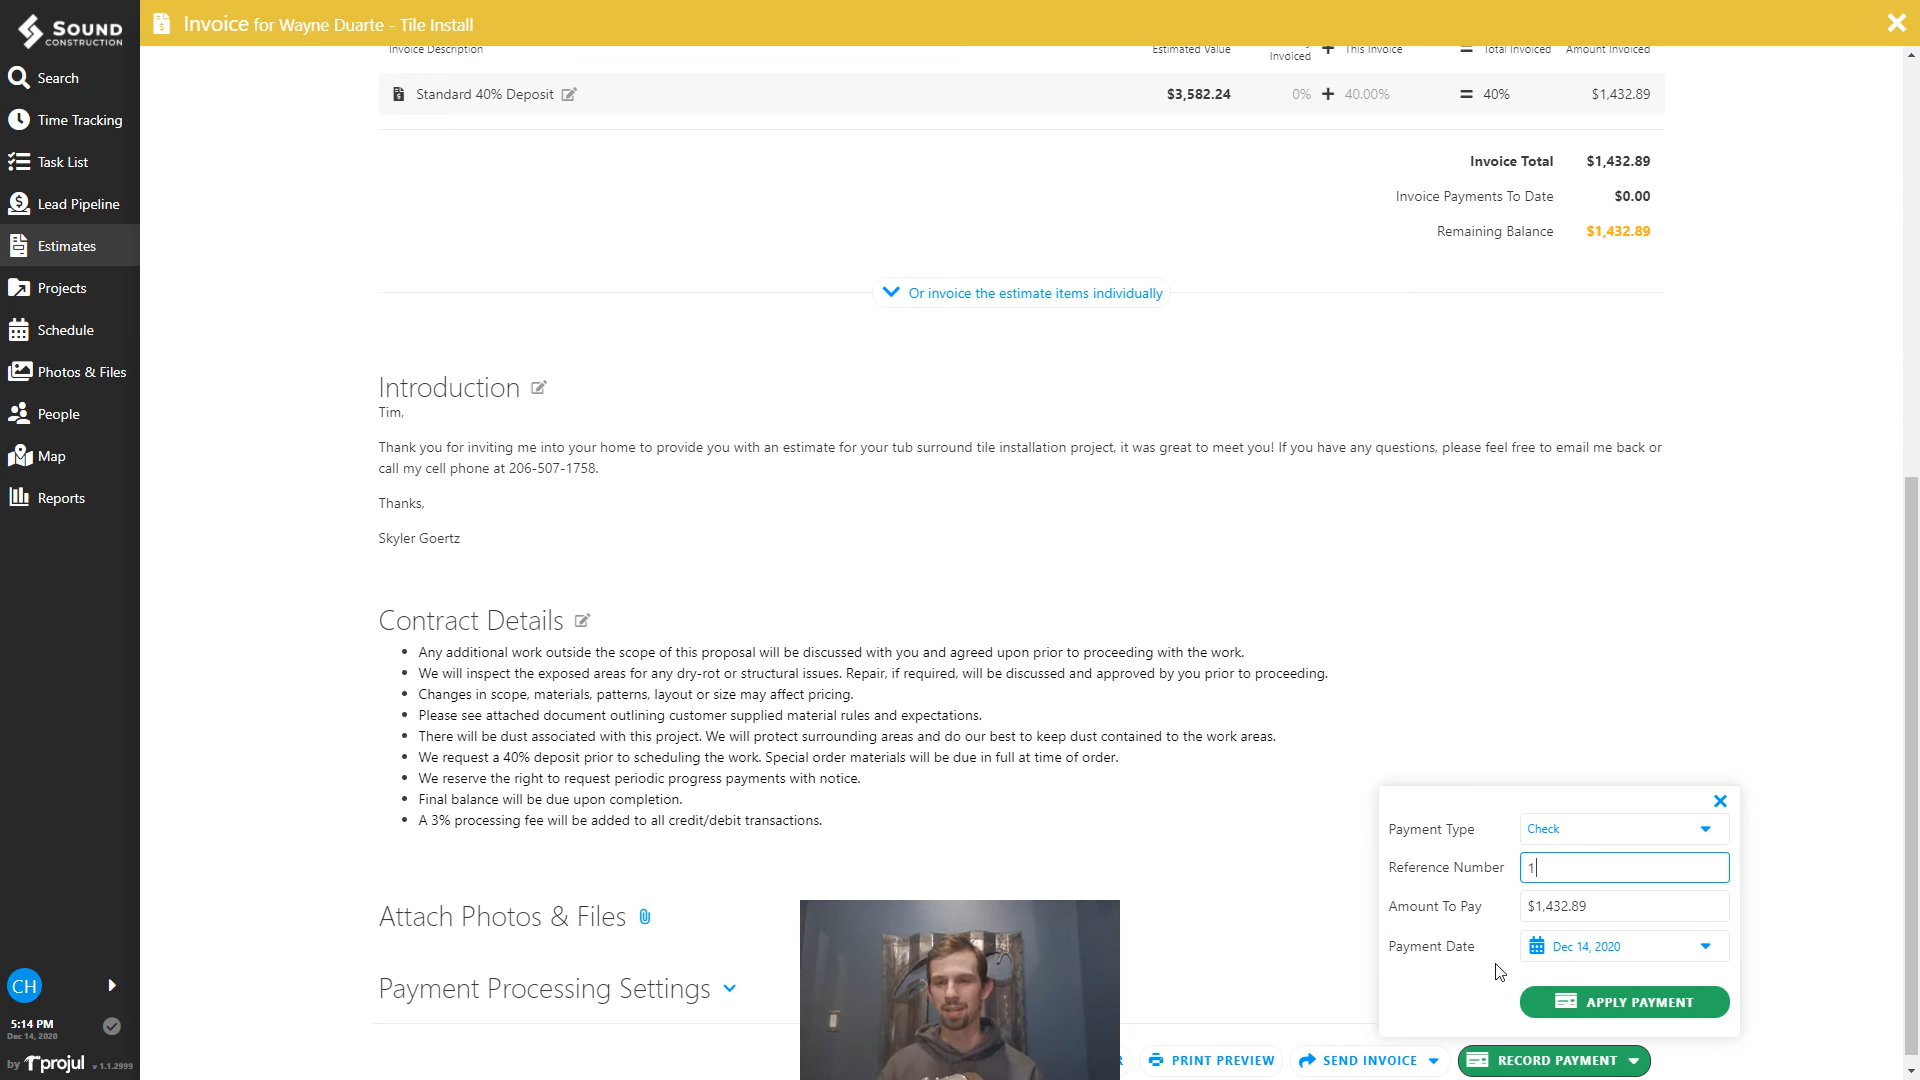 SOUND
CONSTRUCTION
Invoice for Wayne Duarte - Tile Install
Search
Time Tracking
Task List
Lead Pipeline
Estimates
Projects
Schedule
Photos & Files
People
Map
Reports
CH
5:14 PM
Dec 14, 2020
by projul v 1.1.2999
Invoice Description Estimated Value Invoiced + This Invoice = Total Invoiced Amount Invoiced
Standard 40% Deposit $3,582.24 0% + 40.00% = 40% $1,432.89
Invoice Total $1,432.89
Invoice Payments To Date $0.00
Remaining Balance $1,432.89
Or invoice the estimate items individually
Introduction
Tim,
Thank you for inviting me into your home to provide you with an estimate for your tub surround tile installation project, it was great to meet you! If you have any questions, please feel free to email me back or
call my cell phone at 206-507-1758.
Thanks,
Skyler Goertz
Contract Details
• Any additional work outside the scope of this proposal will be discussed with you and agreed upon prior to proceeding with the work.
• We will inspect the exposed areas for any dry-rot or structural issues. Repair, if required, will be discussed and approved by you prior to proceeding.
• Changes in scope, materials, patterns, layout or size may affect pricing.
• Please see attached document outlining customer supplied material rules and expectations.
• There will be dust associated with this project. We will protect surrounding areas and do our best to keep dust contained to the work areas.
• We request a 40% deposit prior to scheduling the work. Special order materials will be due in full at time of order.
• We reserve the right to request periodic progress payments with notice.
• Final balance will be due upon completion.
• A 3% processing fee will be added to all credit/debit transactions.
Attach Photos & Files
Payment Processing Settings
Payment Type Check
Reference Number 1
Amount To Pay $1,432.89
Payment Date Dec 14, 2020
APPLY PAYMENT
PRINT PREVIEW
SEND INVOICE
RECORD PAYMENT